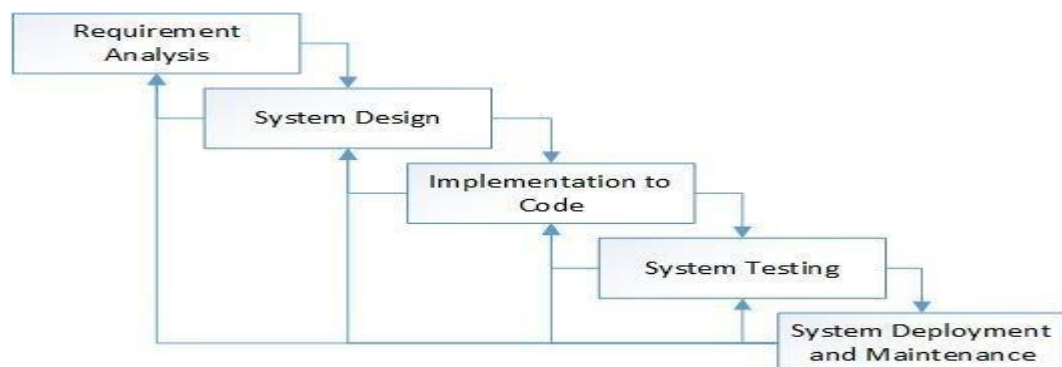 Requirement
Analysis
System Design
Implementation to
Code
System Testing
System Deployment
and Maintenance